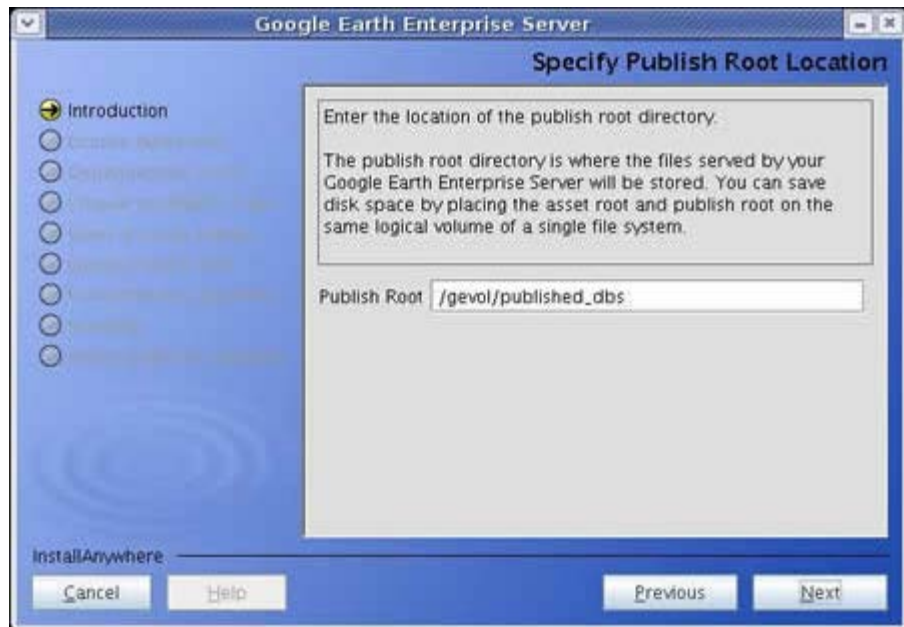 Google Earth Enterprise Server
Specify Publish Root Location
Introduction
Enter the location of the publish root directory.
The publish root directory is where the files served by your
Google Earth Enterprise Server will be stored. You can save
disk space by placing the asset root and publish root on the
same logical volume of a single file system.
Publish Root /gevol/published_dbs
InstallAnywhere
Cancel
Help
Previous
Next